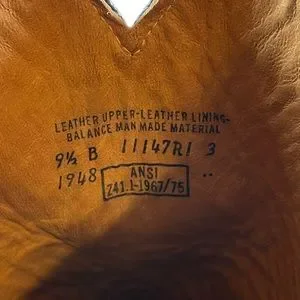 LEATHER UPPER-LEATHER LINING-
BALANCE MAN MADE MATERIAL
9½ B 11147R1 3
1948 ANSI ..
Z41.1-1967/75